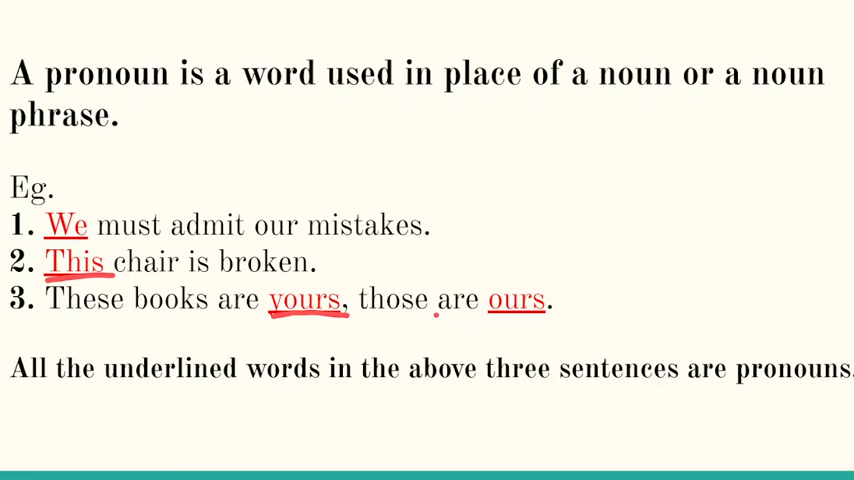 A pronoun is a word used in place of a noun or a noun
phrase.
Eg.
1. We must admit our mistakes.
2. This chair is broken.
3. These books are yours, those are ours.
All the underlined words in the above three sentences are pronouns.